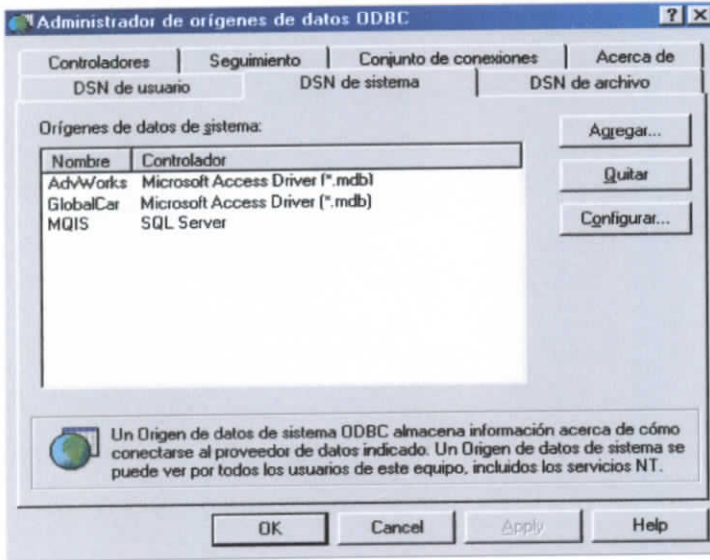 Administrador de orígenes de datos ODBC
Controladores Seguimiento Conjunto de conexiones Acerca de
DSN de usuario DSN de sistema DSN de archivo
Orígenes de datos de sistema:
Agregar...
Nombre Controlador
AdvWorks Microsoft Access Driver (*.mdb)
GlobalCar Microsoft Access Driver (*.mdb)
MQIS SQL Server
Quitar
Configurar...
Un Origen de datos de sistema ODBC almacena información acerca de cómo
conectarse al proveedor de datos indicado. Un Origen de datos de sistema se
puede ver por todos los usuarios de este equipo, incluidos los servicios NT.
OK Cancel Apply Help